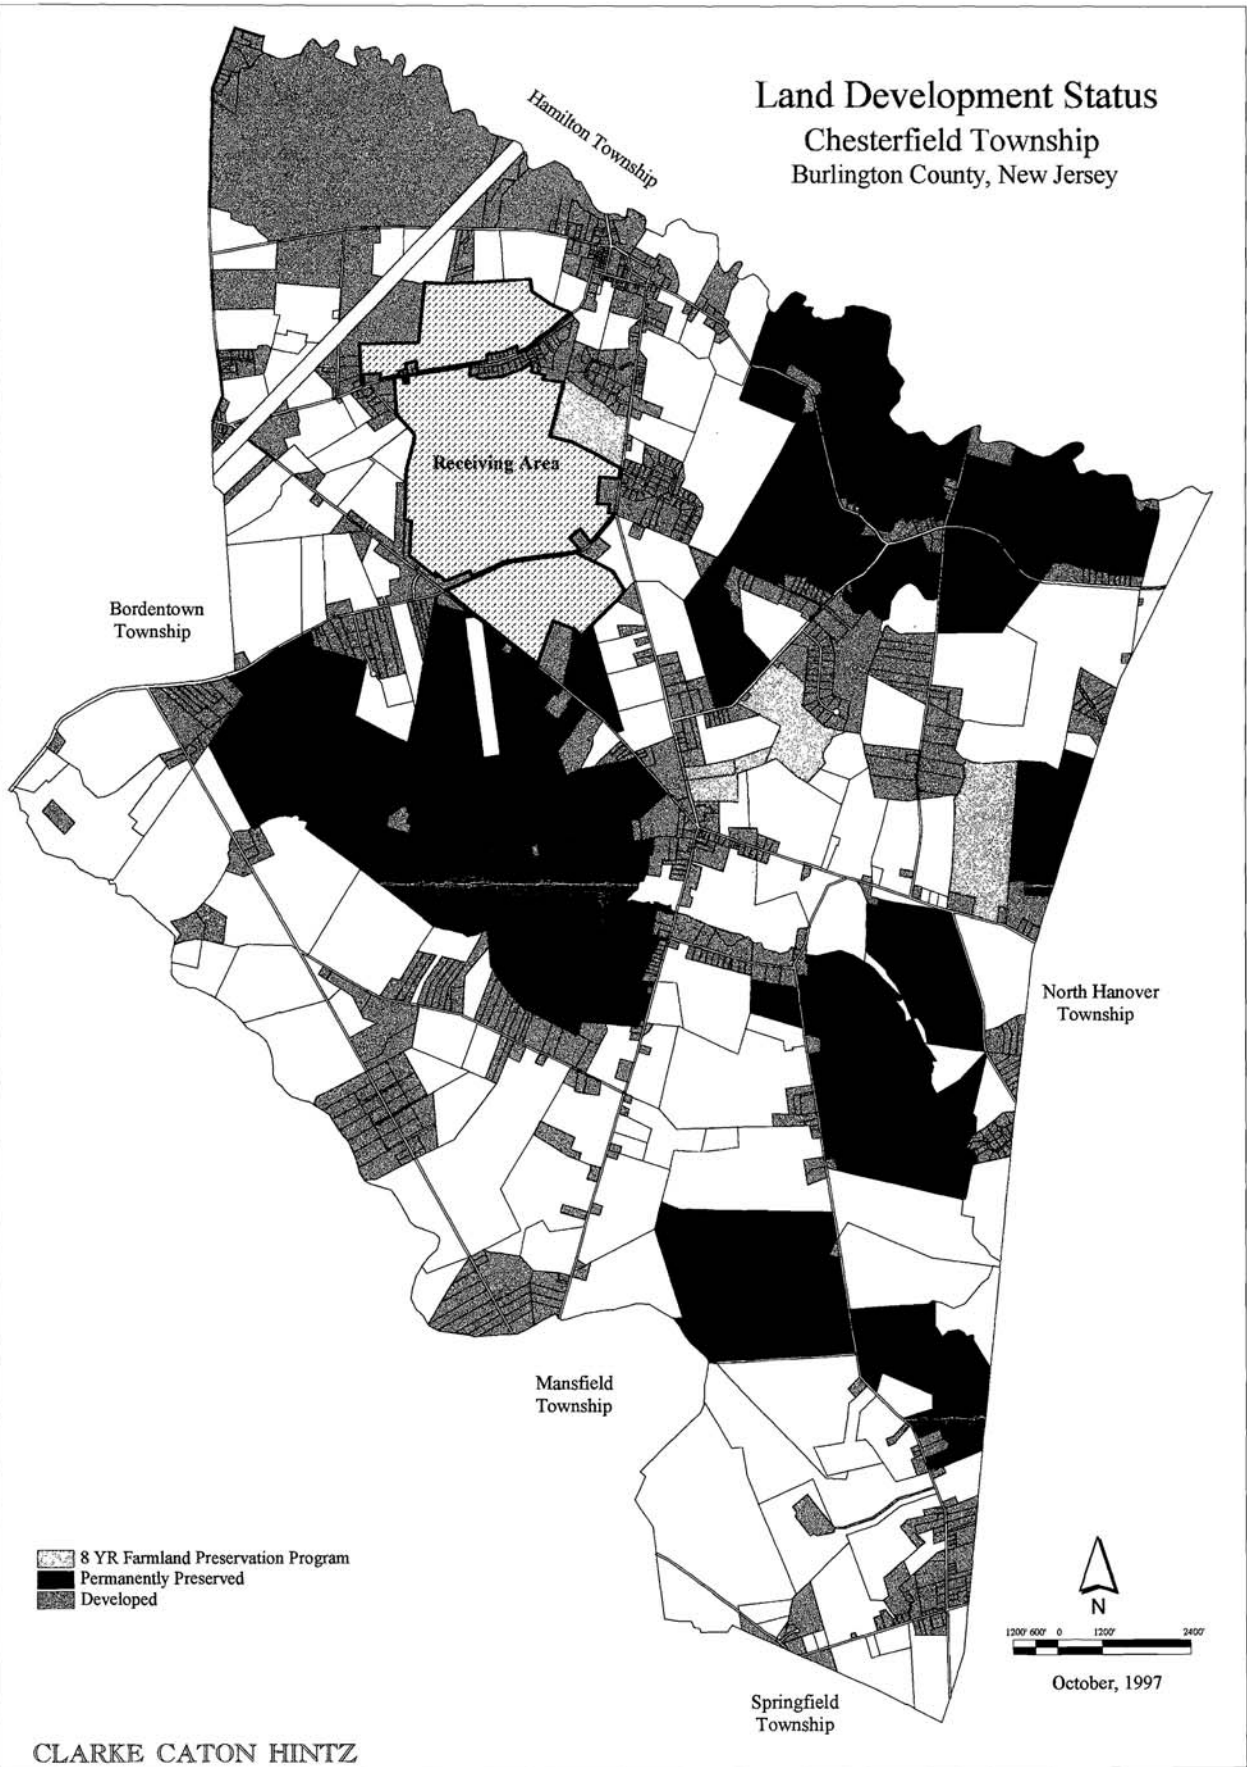 Land Development Status
Chesterfield Township
Burlington County, New Jersey
Hamilton Township
Receiving Area
Bordentown
Township
North Hanover
Township
Mansfield
Township
8 YR Farmland Preservation Program
Permanently Preserved
Developed
N
1200' 600' 0 1200' 2400'
October, 1997
Springfield
Township
CLARKE CATON HINTZ